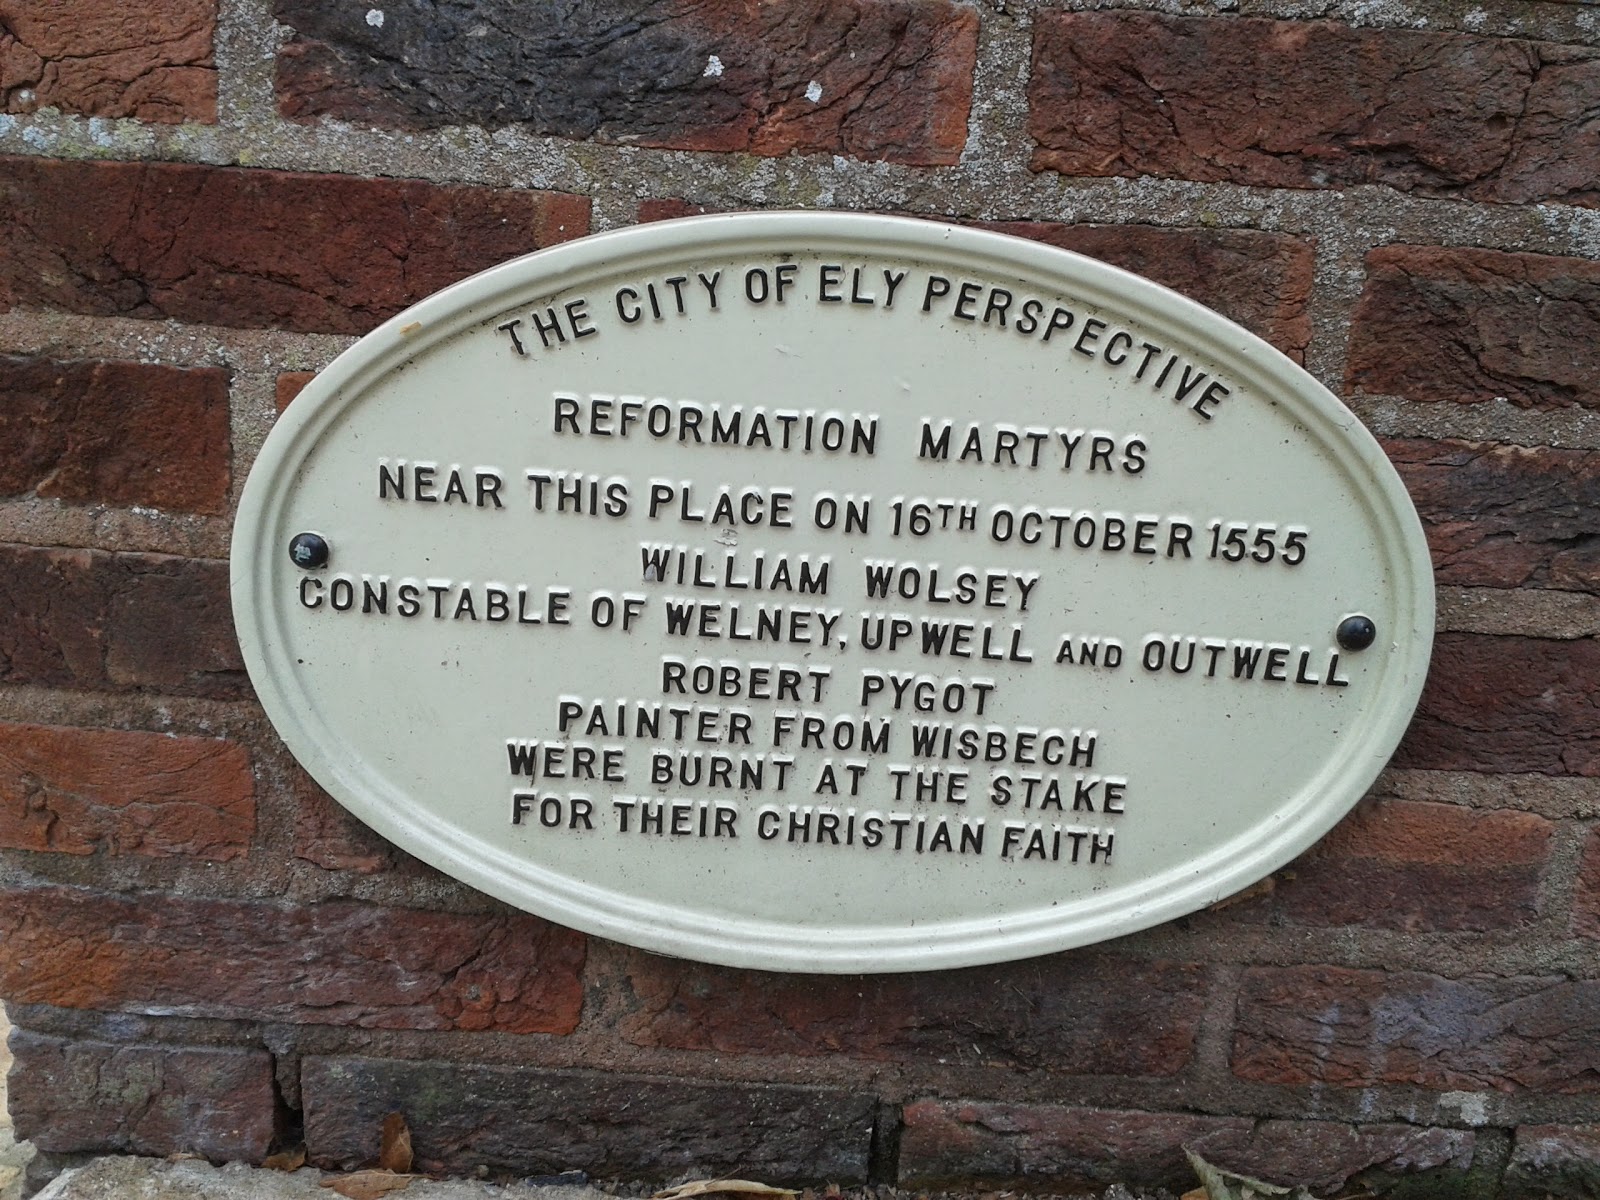 THE CITY OF ELY PERSPECTIVE
REFORMATION MARTYRS
NEAR THIS PLACE ON 16TH OCTOBER 1555
WILLIAM WOLSEY
CONSTABLE OF WELNEY, UPWELL AND OUTWELL
ROBERT PYGOT
PAINTER FROM WISBECH
WERE BURNT AT THE STAKE
FOR THEIR CHRISTIAN FAITH